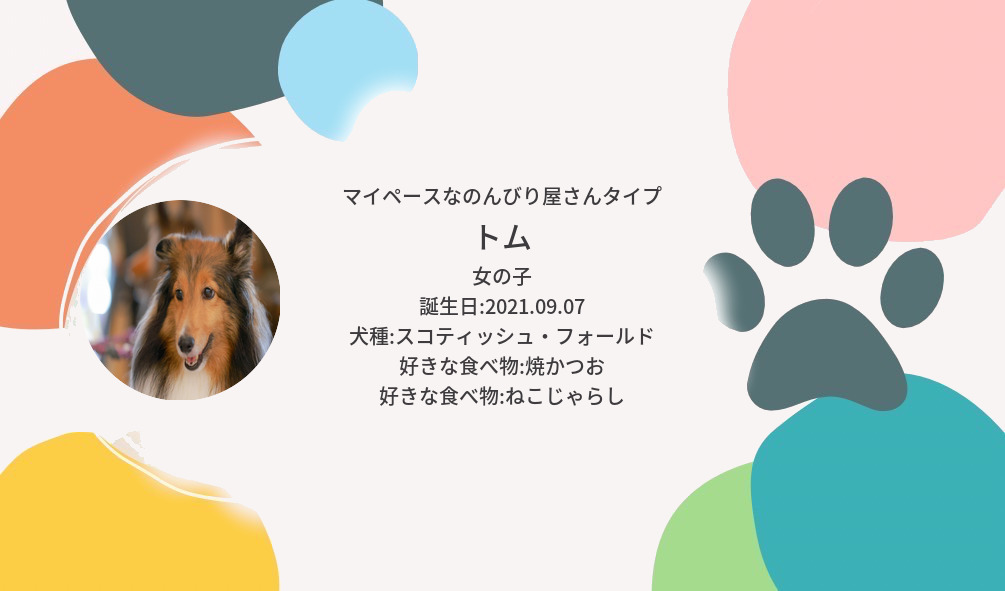 マイペースなのんびり屋さんタイプ
トム
女の子
誕生日:2021.09.07
犬種:スコティッシュ・フォールド
好きな食べ物:焼かつお
好きな食べ物:ねこじゃらし